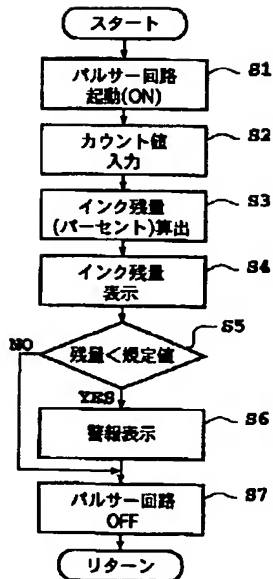 スタート
パルサー回路
起動(ON)
S1
カウント値
入力
S2
インク残量
(パーセント)算出
S3
インク残量
表示
S4
残量<規定値
S5
NO
YES
警報表示
S6
パルサー回路
OFF
S7
リターン